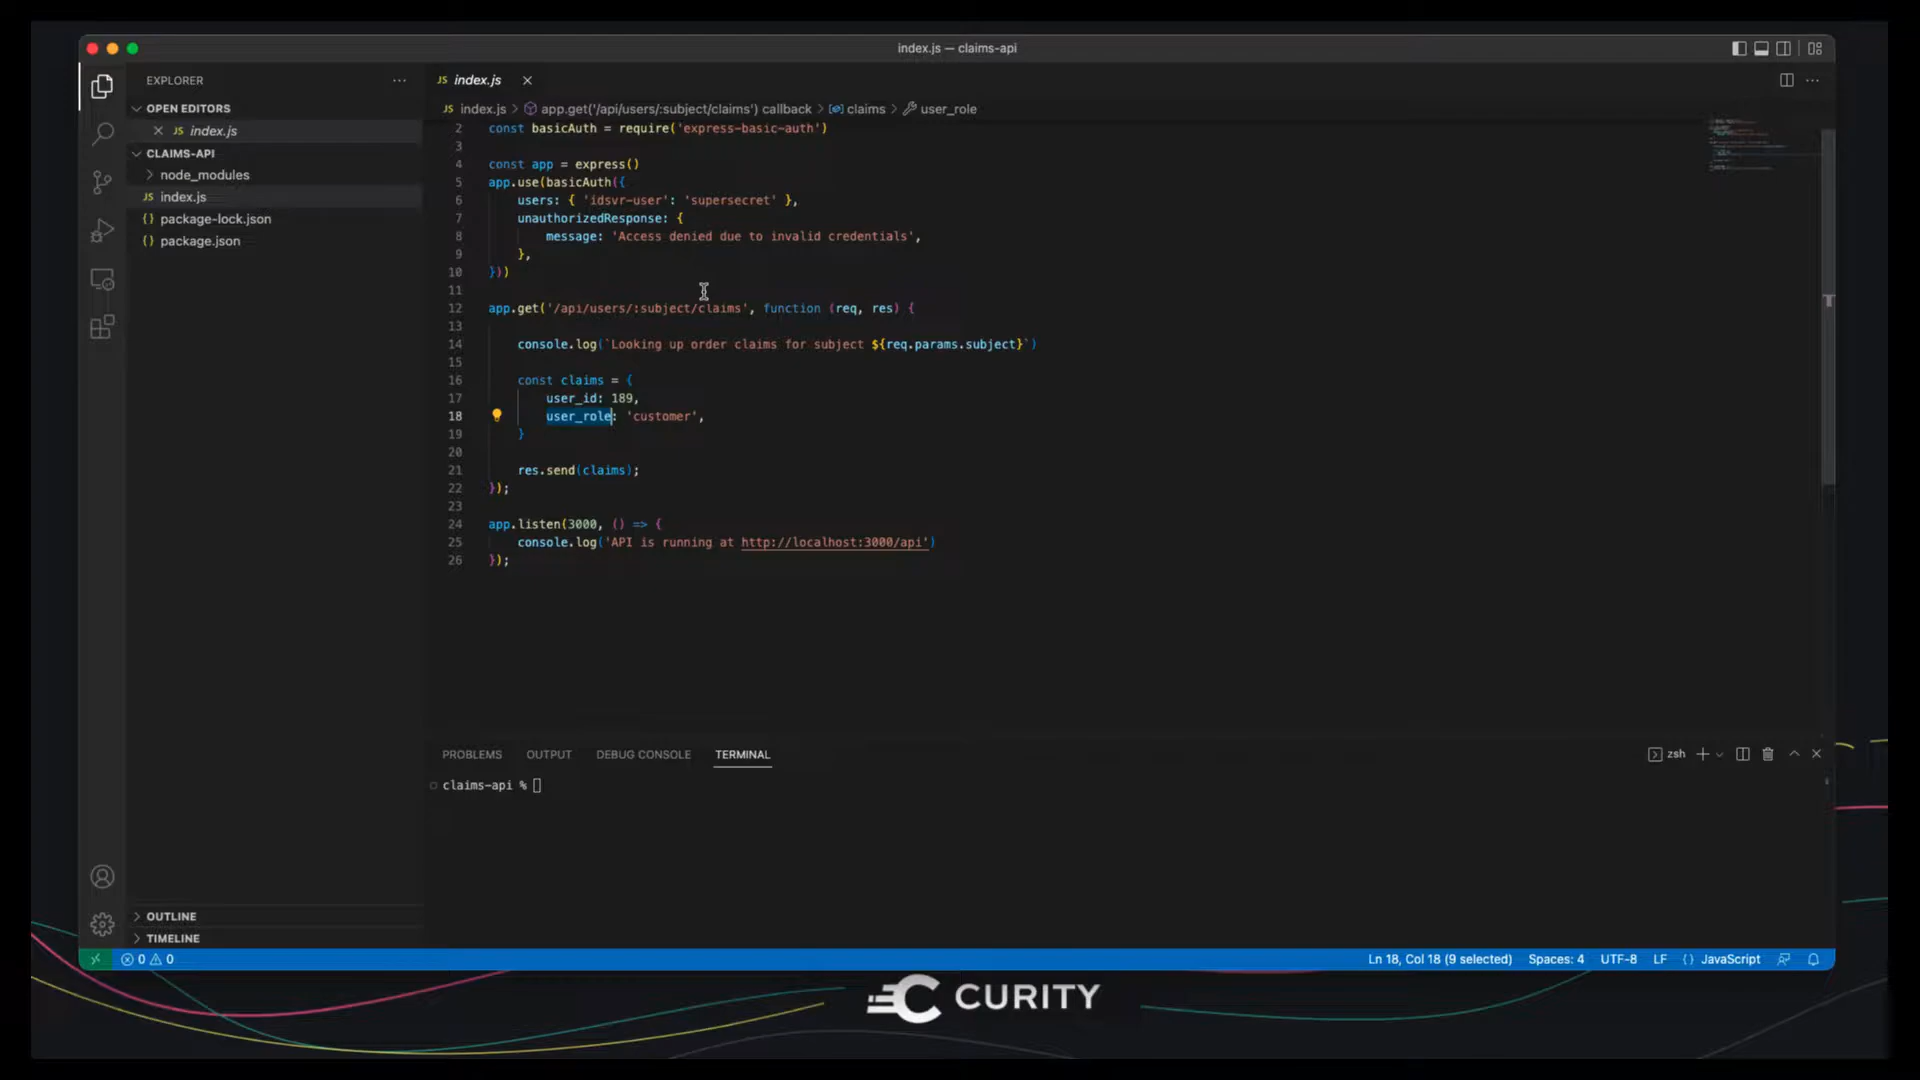 index.js — claims-api
EXPLORER
OPEN EDITORS
JS index.js
CLAIMS-API
node_modules
JS index.js
{} package-lock.json
{} package.json
OUTLINE
TIMELINE
JS index.js
JS index.js > app.get('/api/users/:subject/claims') callback > claims > user_role
2 const basicAuth = require('express-basic-auth')
3
4 const app = express()
5 app.use(basicAuth({
6     users: { 'idsvr-user': 'supersecret' },
7     unauthorizedResponse: {
8         message: 'Access denied due to invalid credentials',
9     },
10 }))
11
12 app.get('/api/users/:subject/claims', function (req, res) {
13
14     console.log(`Looking up order claims for subject ${req.params.subject}`)
15
16     const claims = {
17         user_id: 189,
18         user_role: 'customer',
19     }
20
21     res.send(claims);
22 });
23
24 app.listen(3000, () => {
25     console.log('API is running at http://localhost:3000/api')
26 });
PROBLEMS OUTPUT DEBUG CONSOLE TERMINAL
zsh
claims-api %
0 0
Ln 18, Col 18 (9 selected) Spaces: 4 UTF-8 LF {} JavaScript
CURITY